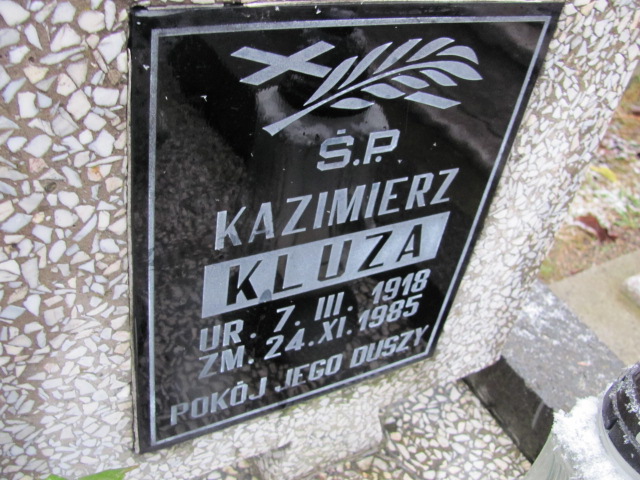 Ś.P.
KAZIMIERZ
KLUZA
UR. 7. III. 1918
ZM. 24. XI. 1985
POKÓJ JEGO DUSZY